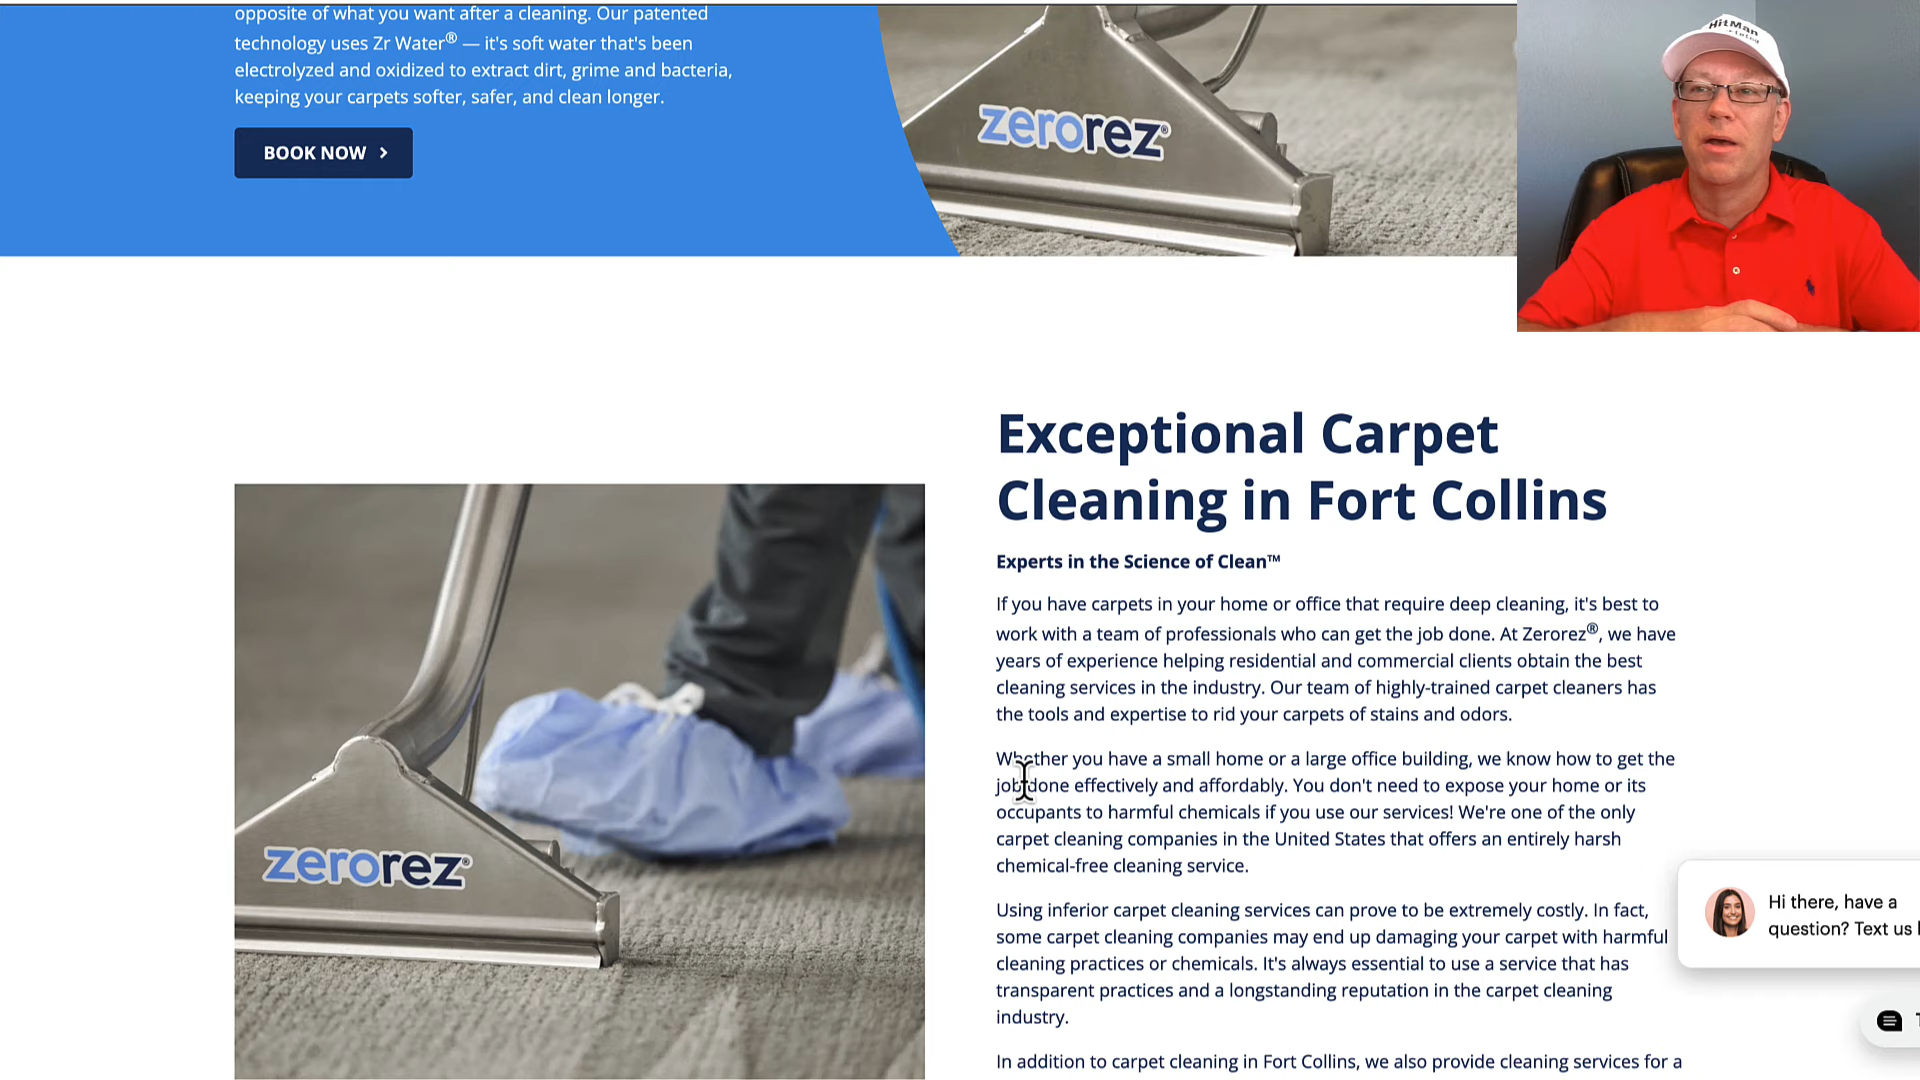 opposite of what you want after a cleaning. Our patented
technology uses Zr Water® — it's soft water that's been
electrolyzed and oxidized to extract dirt, grime and bacteria,
keeping your carpets softer, safer, and clean longer.
BOOK NOW
zerorez®
HitMan
Exceptional Carpet
Cleaning in Fort Collins
Experts in the Science of Clean™
If you have carpets in your home or office that require deep cleaning, it's best to
work with a team of professionals who can get the job done. At Zerorez®, we have
years of experience helping residential and commercial clients obtain the best
cleaning services in the industry. Our team of highly-trained carpet cleaners has
the tools and expertise to rid your carpets of stains and odors.
Whether you have a small home or a large office building, we know how to get the
job done effectively and affordably. You don't need to expose your home or its
occupants to harmful chemicals if you use our services! We're one of the only
carpet cleaning companies in the United States that offers an entirely harsh
chemical-free cleaning service.
zerorez®
Using inferior carpet cleaning services can prove to be extremely costly. In fact,
some carpet cleaning companies may end up damaging your carpet with harmful
cleaning practices or chemicals. It's always essential to use a service that has
transparent practices and a longstanding reputation in the carpet cleaning
industry.
In addition to carpet cleaning in Fort Collins, we also provide cleaning services for a
Hi there, have a
question? Text us